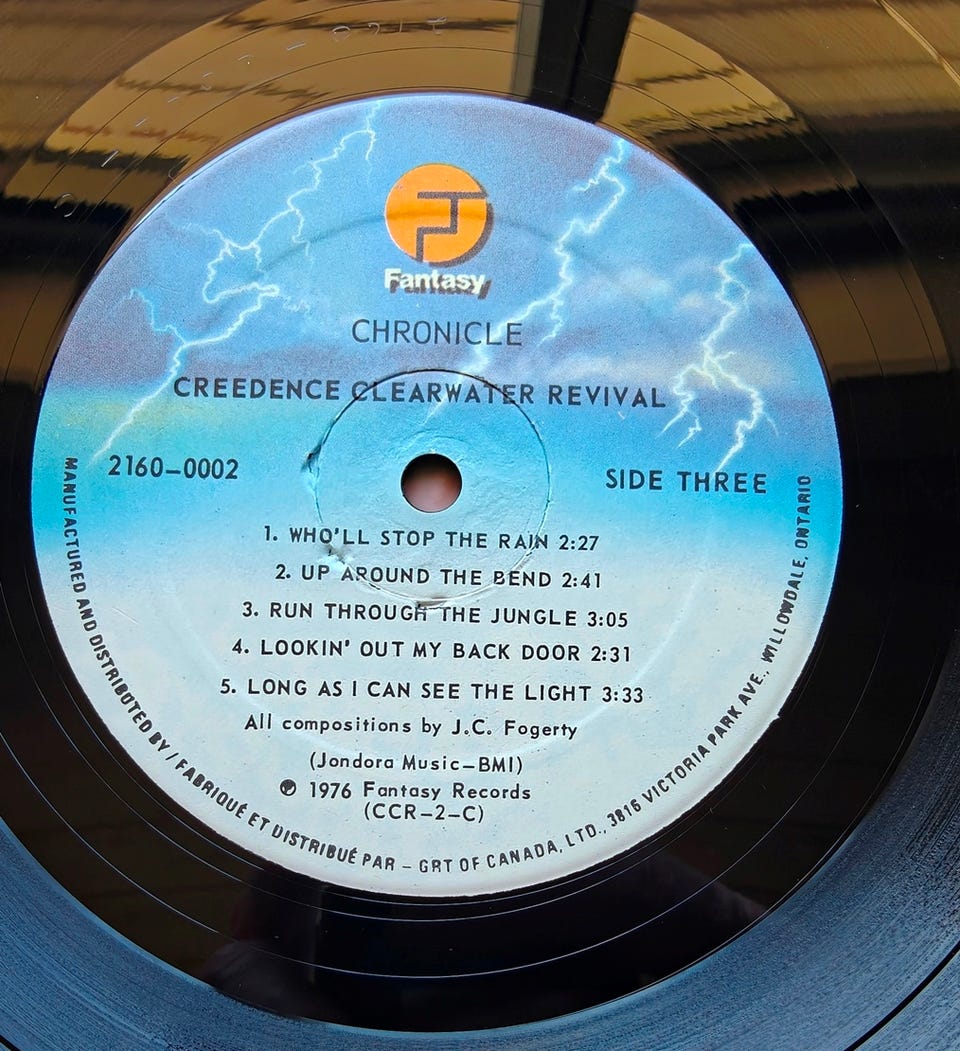 Fantasy
CHRONICLE
CREEDENCE CLEARWATER REVIVAL
2160-0002
SIDE THREE
1. WHO'LL STOP THE RAIN 2:27
2. UP AROUND THE BEND 2:41
3. RUN THROUGH THE JUNGLE 3:05
4. LOOKIN' OUT MY BACK DOOR 2:31
5. LONG AS I CAN SEE THE LIGHT 3:33
All compositions by J.C. Fogerty
(Jondora Music-BMI)
℗ 1976 Fantasy Records
(CCR-2-C)
MANUFACTURED AND DISTRIBUTED BY / FABRIQUÉ ET DISTRIBUÉ PAR - GRT OF CANADA, LTD., 3816 VICTORIA PARK AVE., WILLOWDALE, ONTARIO